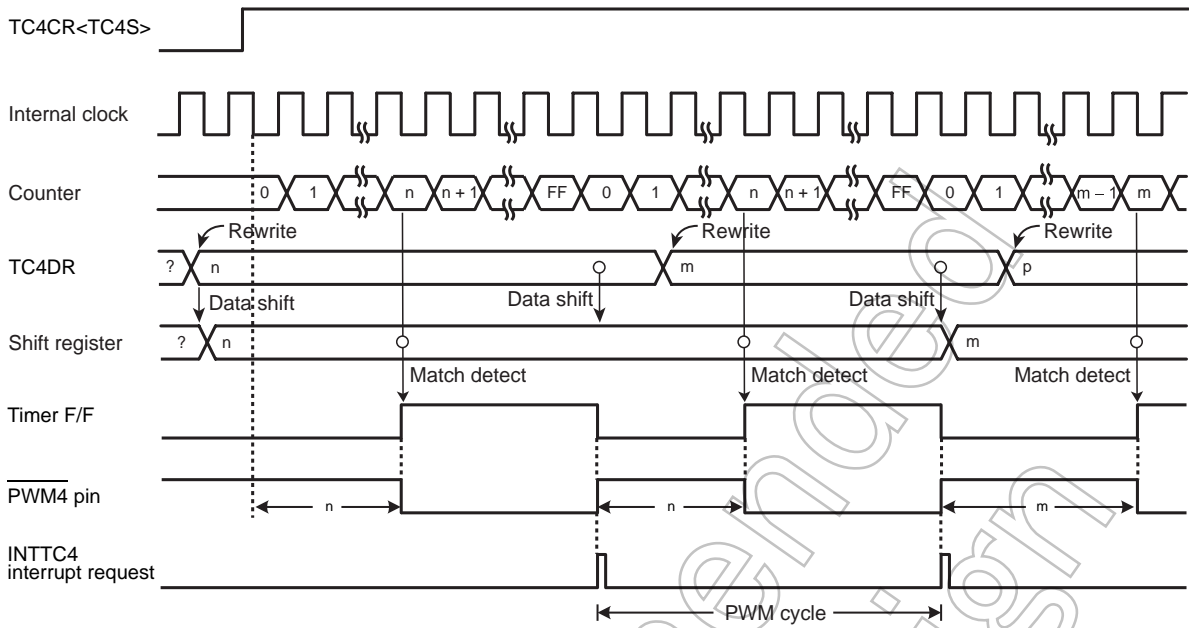 TC4CR<TC4S>
Internal clock
Counter 0 1 n n + 1 FF 0 1 n n + 1 FF 0 1 m – 1 m
Rewrite Rewrite Rewrite
TC4DR ? n m p
Data shift Data shift Data shift
Shift register ? n m
Match detect Match detect Match detect
Timer F/F
PWM4 pin
n n m
INTTC4
interrupt request
PWM cycle